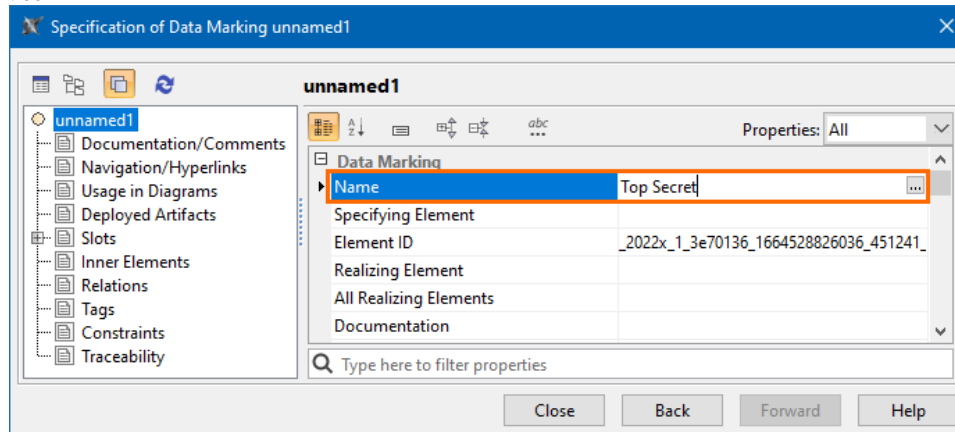 Specification of Data Marking unnamed1
unnamed1
unnamed1
Documentation/Comments
Navigation/Hyperlinks
Usage in Diagrams
Deployed Artifacts
Slots
Inner Elements
Relations
Tags
Constraints
Traceability
abc
Properties: All
Data Marking
Name Top Secret
Specifying Element
Element ID _2022x_1_3e70136_1664528826036_451241_
Realizing Element
All Realizing Elements
Documentation
Type here to filter properties
Close Back Forward Help